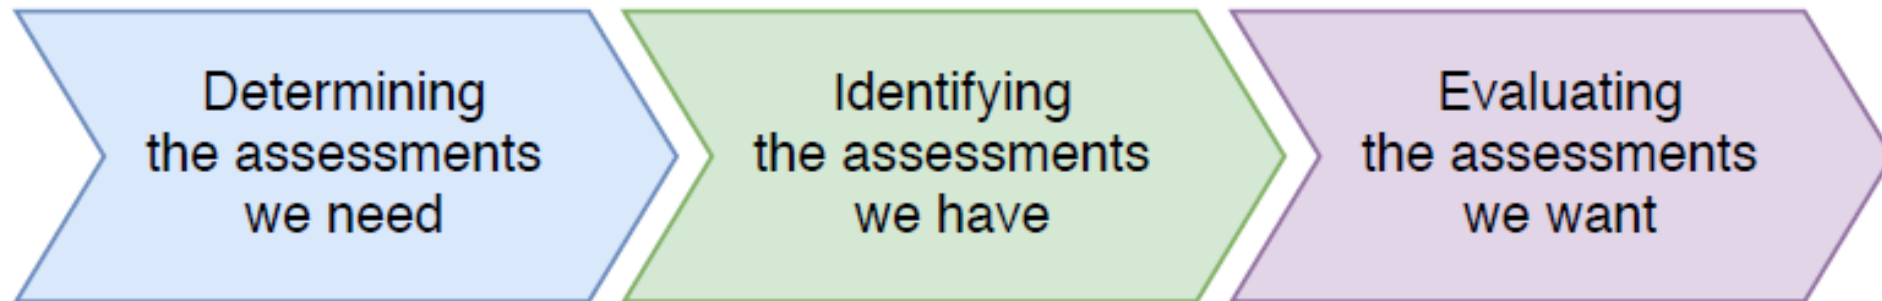 Determining
the assessments
we need
Identifying
the assessments
we have
Evaluating
the assessments
we want